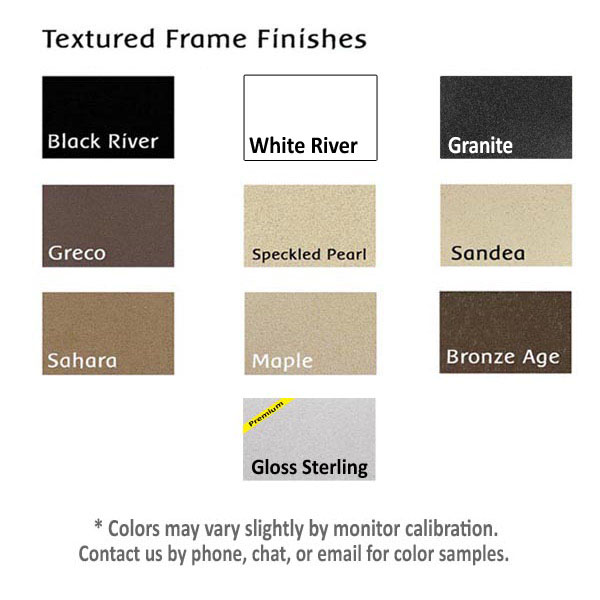 Textured Frame Finishes
Black River
White River
Granite
Greco
Speckled Pearl
Sandea
Sahara
Maple
Bronze Age
Premium
Gloss Sterling
* Colors may vary slightly by monitor calibration.
Contact us by phone, chat, or email for color samples.